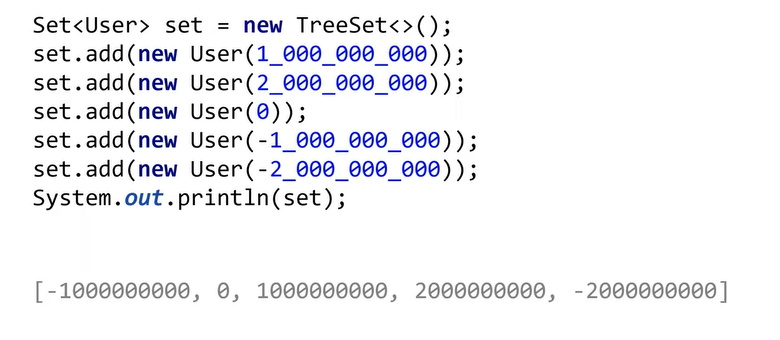 Set<User> set = new TreeSet<>();
set.add(new User(1_000_000_000));
set.add(new User(2_000_000_000));
set.add(new User(0));
set.add(new User(-1_000_000_000));
set.add(new User(-2_000_000_000));
System.out.println(set);
[-1000000000, 0, 1000000000, 2000000000, -2000000000]